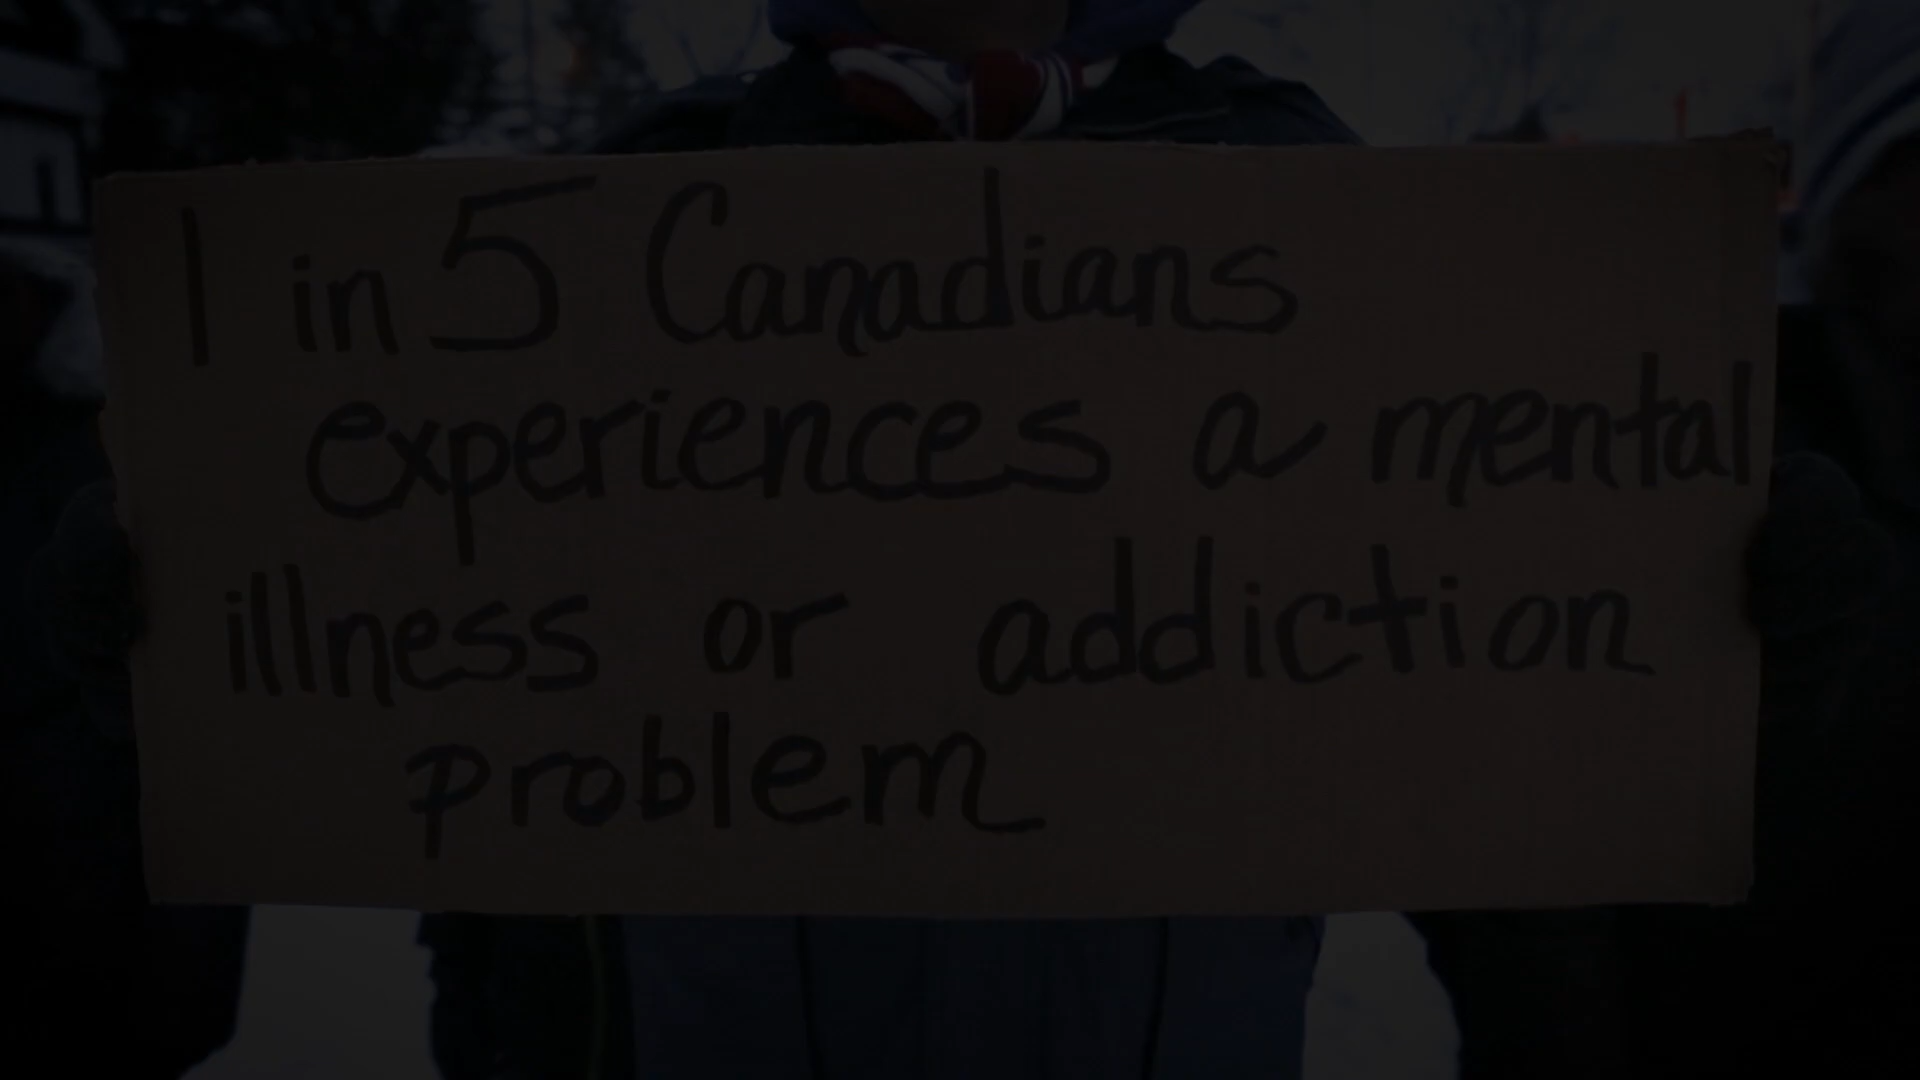 1 in 5 Canadians
experiences a mental
illness or addiction
problem